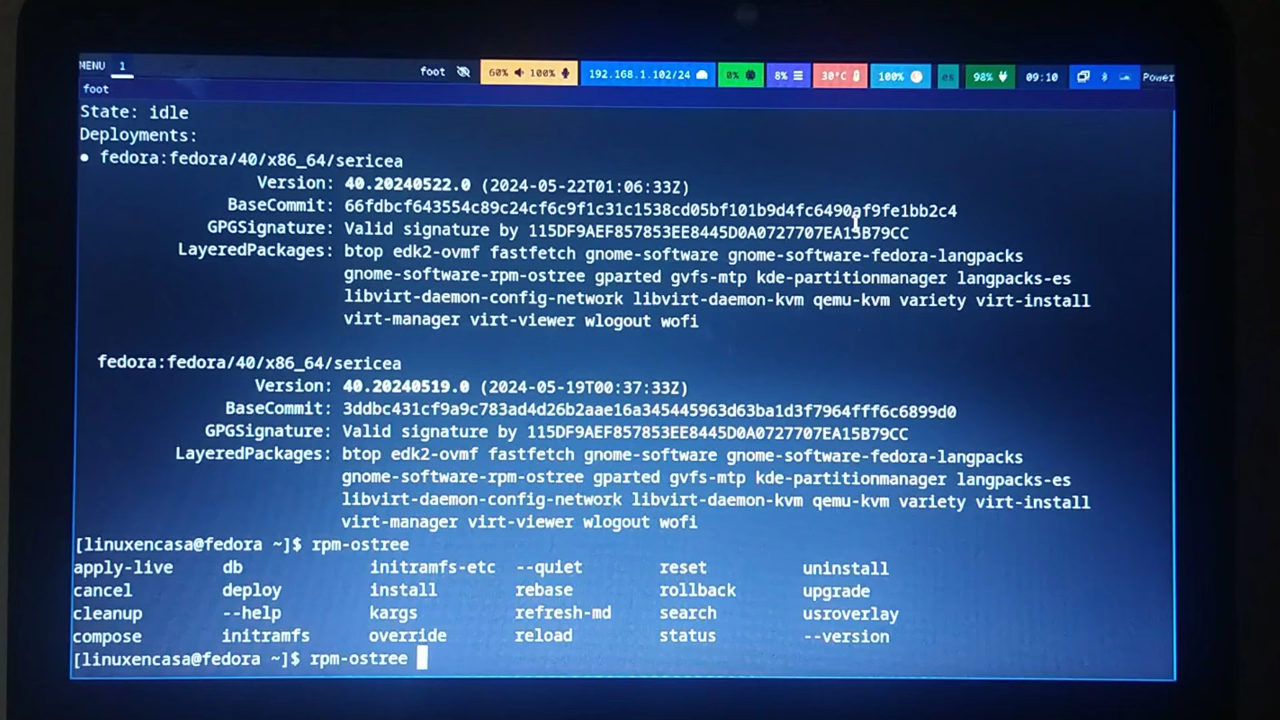 MENU 1 foot 60% 100% 192.168.1.102/24 0% 8% 30°C 100% es 98% 09:10 Power
foot
State: idle
Deployments:
● fedora:fedora/40/x86_64/sericea
Version: 40.20240522.0 (2024-05-22T01:06:33Z)
BaseCommit: 66fdbcf643554c89c24cf6c9f1c31c1538cd05bf101b9d4fc6490af9fe1bb2c4
GPGSignature: Valid signature by 115DF9AEF857853EE8445D0A0727707EA15B79CC
LayeredPackages: btop edk2-ovmf fastfetch gnome-software gnome-software-fedora-langpacks
gnome-software-rpm-ostree gparted gvfs-mtp kde-partitionmanager langpacks-es
libvirt-daemon-config-network libvirt-daemon-kvm qemu-kvm variety virt-install
virt-manager virt-viewer wlogout wofi
fedora:fedora/40/x86_64/sericea
Version: 40.20240519.0 (2024-05-19T00:37:33Z)
BaseCommit: 3ddbc431cf9a9c783ad4d26b2aae16a345445963d63ba1d3f7964fff6c6899d0
GPGSignature: Valid signature by 115DF9AEF857853EE8445D0A0727707EA15B79CC
LayeredPackages: btop edk2-ovmf fastfetch gnome-software gnome-software-fedora-langpacks
gnome-software-rpm-ostree gparted gvfs-mtp kde-partitionmanager langpacks-es
libvirt-daemon-config-network libvirt-daemon-kvm qemu-kvm variety virt-install
virt-manager virt-viewer wlogout wofi
[linuxencasa@fedora ~]$ rpm-ostree
apply-live db initramfs-etc --quiet reset uninstall
cancel deploy install rebase rollback upgrade
cleanup --help kargs refresh-md search usroverlay
compose initramfs override reload status --version
[linuxencasa@fedora ~]$ rpm-ostree